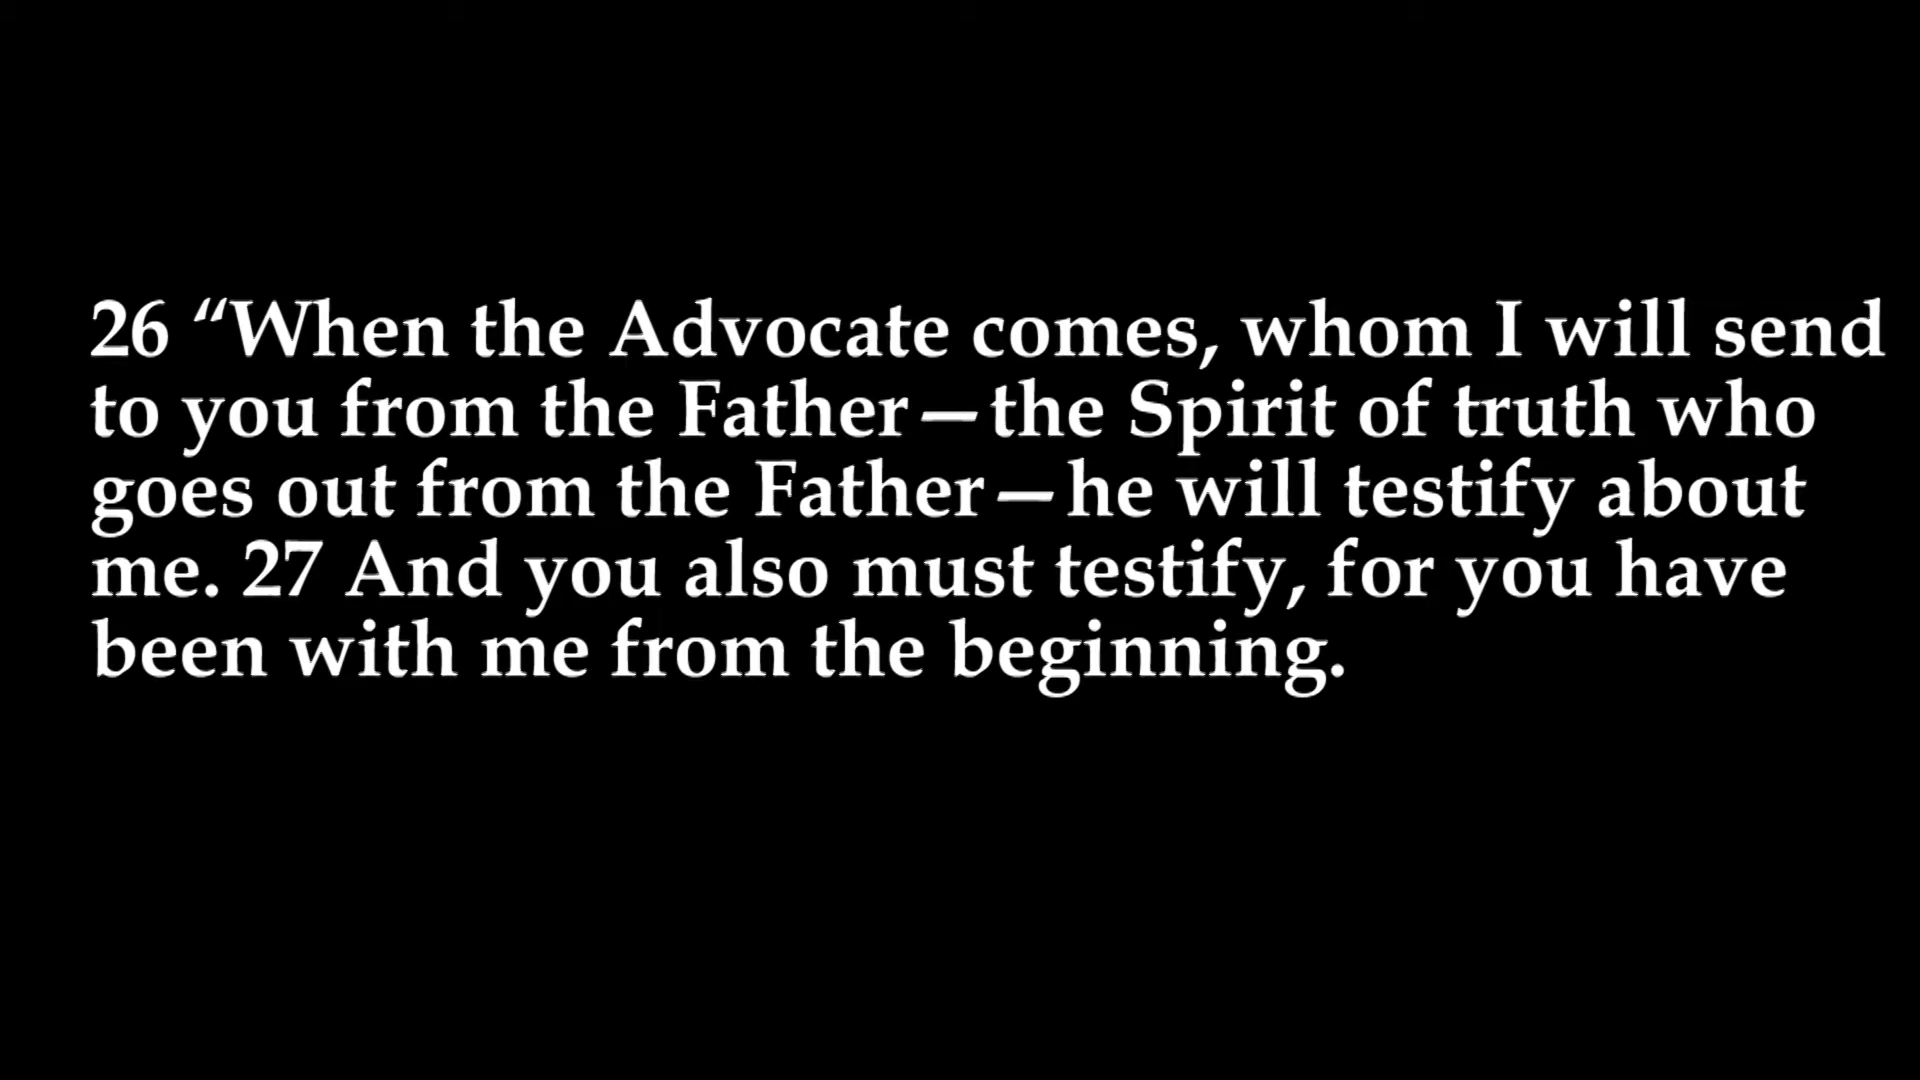 26 “When the Advocate comes, whom I will send
to you from the Father—the Spirit of truth who
goes out from the Father—he will testify about
me. 27 And you also must testify, for you have
been with me from the beginning.